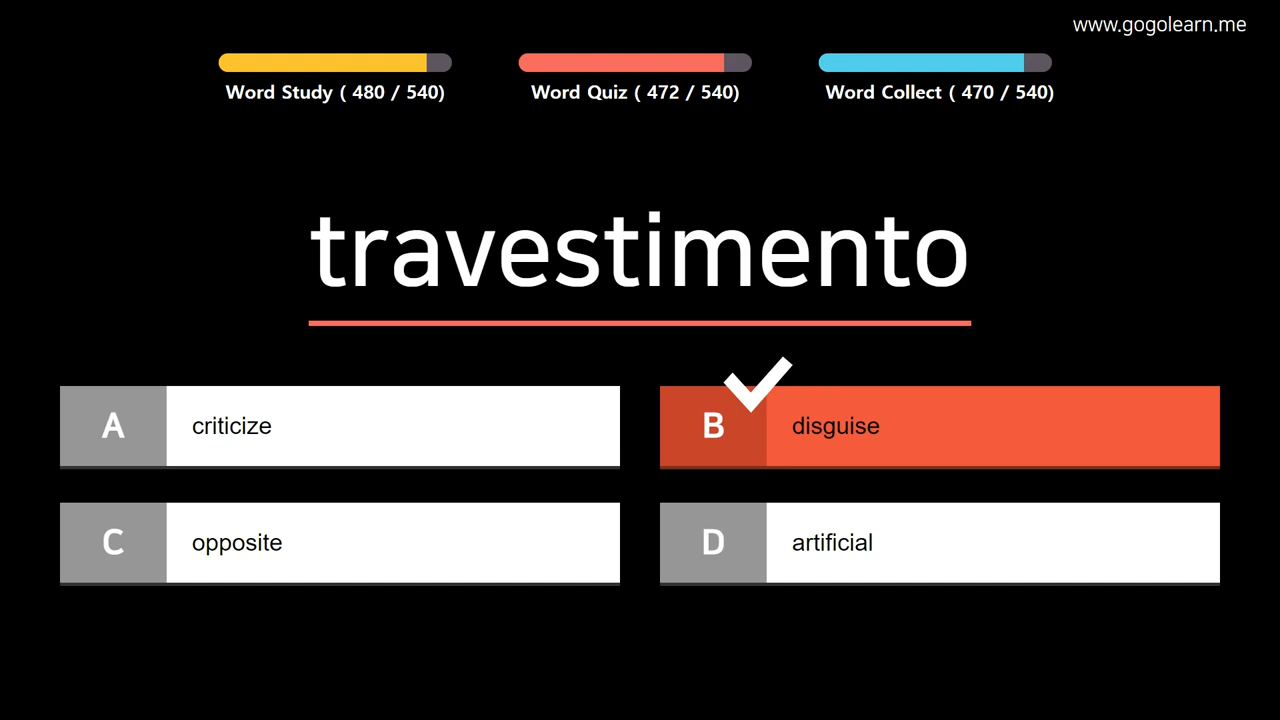 www.gogolearn.me
Word Study ( 480 / 540)
Word Quiz ( 472 / 540)
Word Collect ( 470 / 540)
travestimento
A criticize
B disguise
C opposite
D artificial